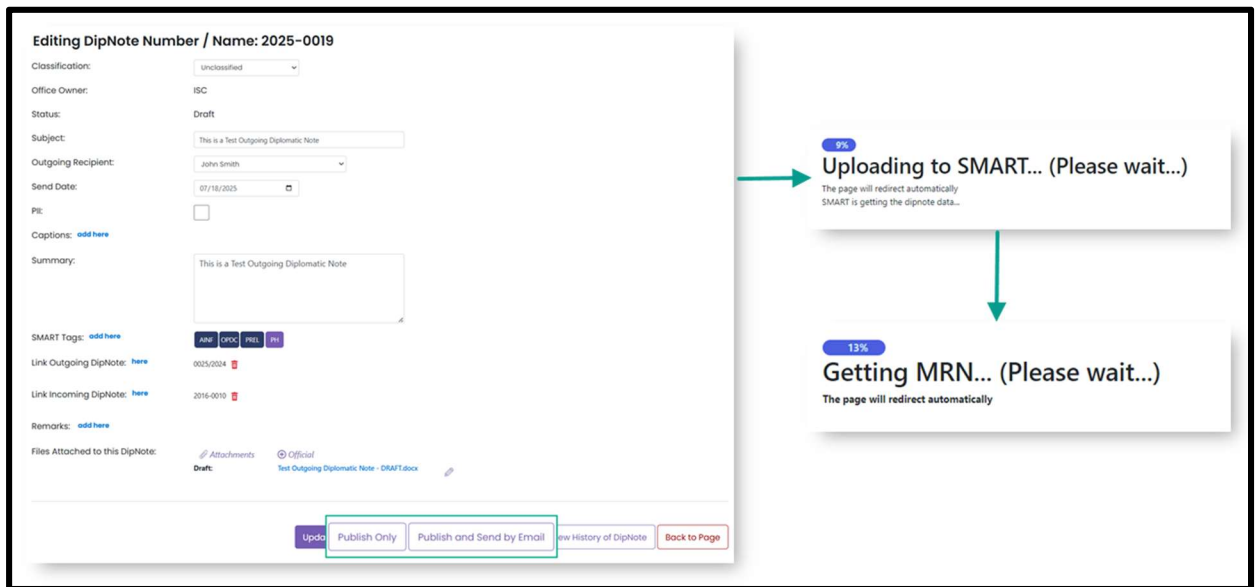 Editing DipNote Number / Name: 2025-0019
Classification: Unclassified
Office Owner: ISC
Status: Draft
Subject: This is a Test Outgoing Diplomatic Note
Outgoing Recipient: John Smith
Send Date: 07/18/2025
PII:
Captions: add here
Summary: This is a Test Outgoing Diplomatic Note
SMART Tags: add here AINF OPDC PREL PH
Link Outgoing DipNote: here 0025/2024
Link Incoming DipNote: here 2016-0010
Remarks: add here
Files Attached to this DipNote: Attachments Official
Draft: Test Outgoing Diplomatic Note - DRAFT.docx
Upda Publish Only Publish and Send by Email ew History of DipNote Back to Page
9%
Uploading to SMART... (Please wait...)
The page will redirect automatically
SMART is getting the dipnote data...
13%
Getting MRN... (Please wait...)
The page will redirect automatically